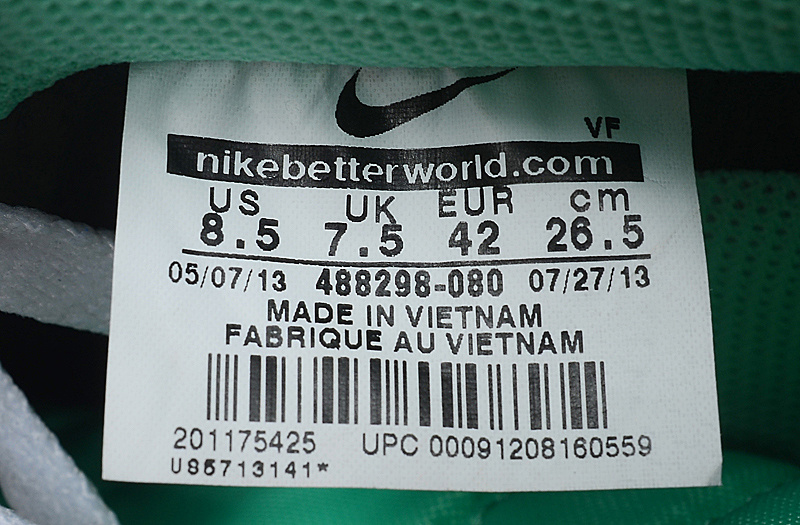 VF
nikebetterworld.com
US UK EUR cm
8.5 7.5 42 26.5
05/07/13 488298-080 07/27/13
MADE IN VIETNAM
FABRIQUE AU VIETNAM
201175425 UPC 00091208160559
US5713141*